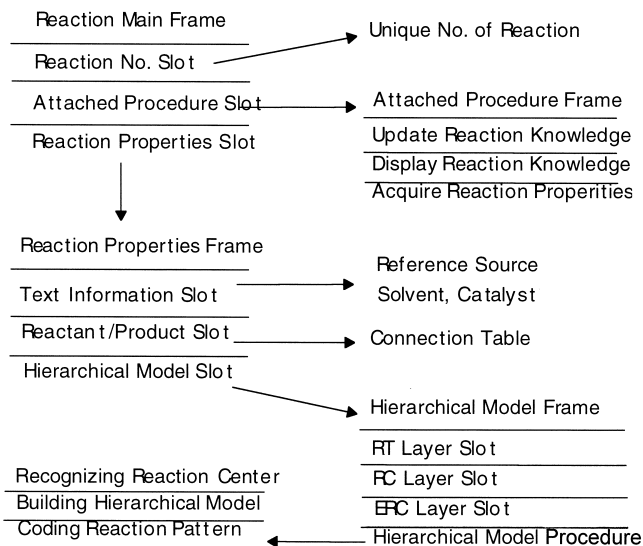 Reaction Main Frame
Reaction No. Slot
Unique No. of Reaction
Attached Procedure Slot
Attached Procedure Frame
Reaction Properties Slot
Update Reaction Knowledge
Display Reaction Knowledge
Acquire Reaction Properities
Reaction Properties Frame
Text Information Slot
Reference Source
Solvent, Catalyst
Reactant/Product Slot
Connection Table
Hierarchical Model Slot
Hierarchical Model Frame
RT Layer Slot
RC Layer Slot
ERC Layer Slot
Hierarchical Model Procedure
Recognizing Reaction Center
Building Hierarchical Model
Coding Reaction Pattern